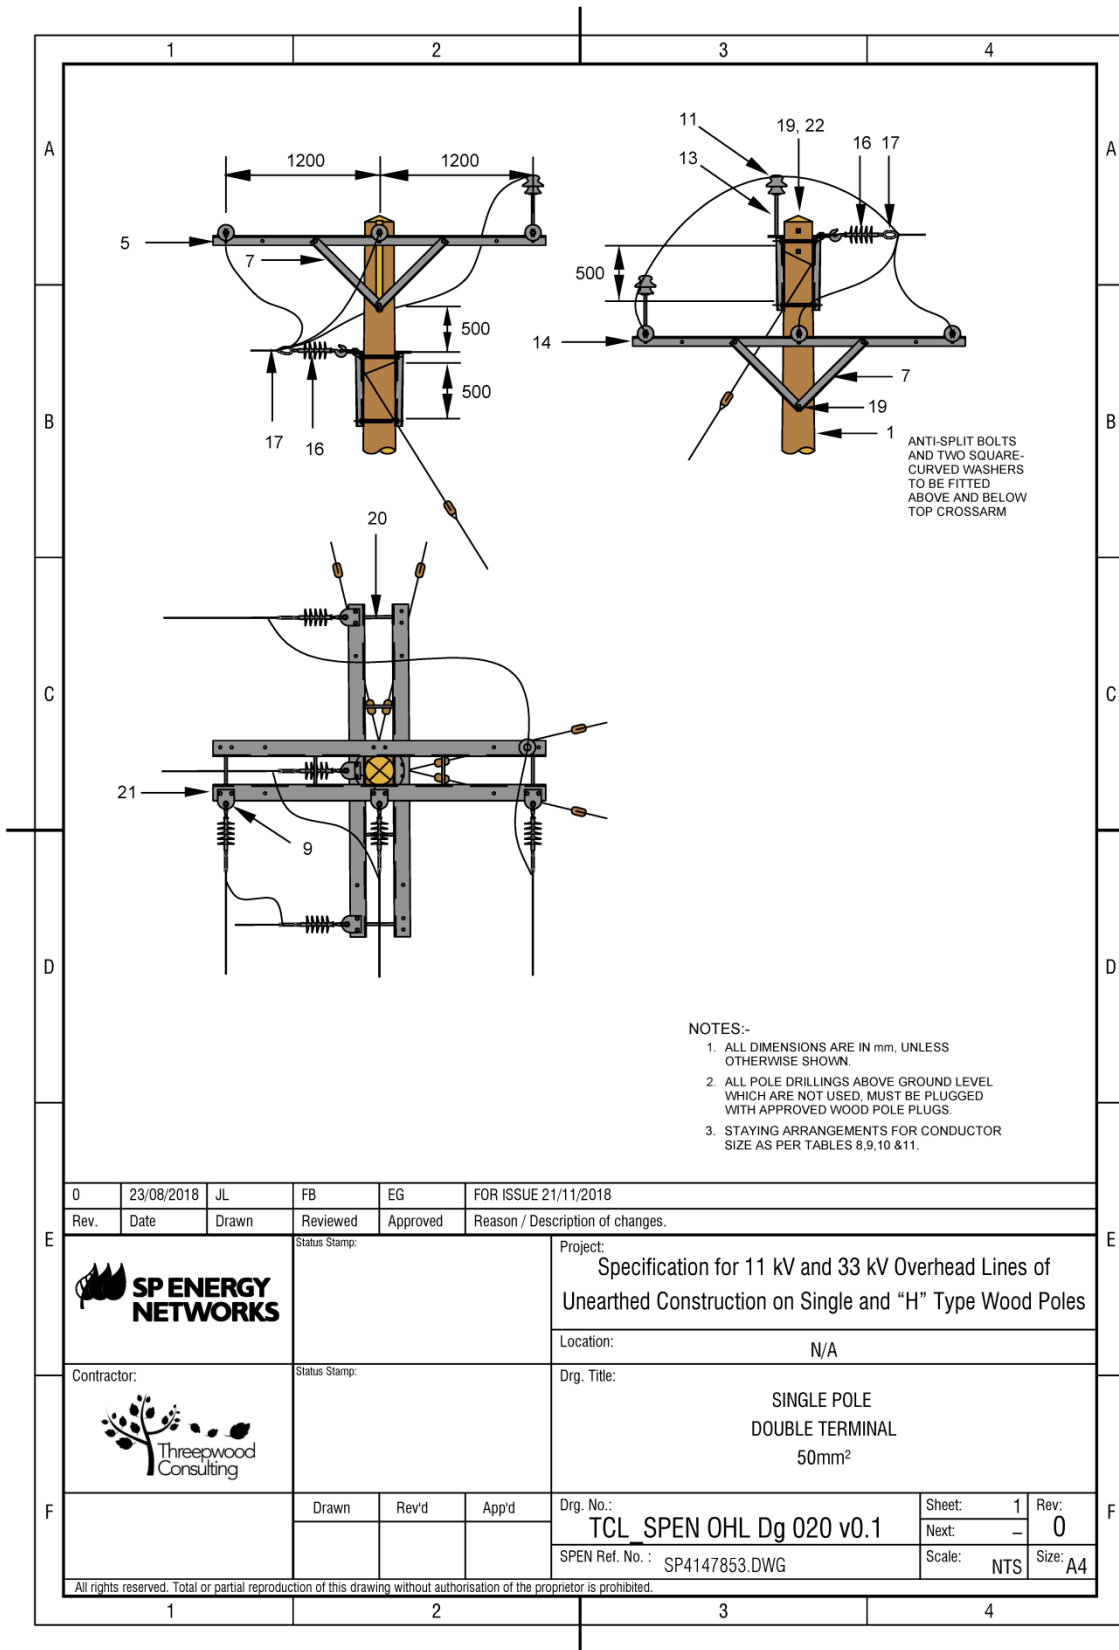 1 2 3 4
A A
B B
C C
D D
E E
F F
1200 1200
5
7
500
500
17 16
11
13
19, 22
16 17
500
14
7
19
1
ANTI-SPLIT BOLTS
AND TWO SQUARE-
CURVED WASHERS
TO BE FITTED
ABOVE AND BELOW
TOP CROSSARM
20
21
9
NOTES:-
1. ALL DIMENSIONS ARE IN mm, UNLESS
OTHERWISE SHOWN.
2. ALL POLE DRILLINGS ABOVE GROUND LEVEL
WHICH ARE NOT USED, MUST BE PLUGGED
WITH APPROVED WOOD POLE PLUGS.
3. STAYING ARRANGEMENTS FOR CONDUCTOR
SIZE AS PER TABLES 8,9,10 &11.
0 23/08/2018 JL FB EG FOR ISSUE 21/11/2018
Rev. Date Drawn Reviewed Approved Reason / Description of changes.
SP ENERGY
NETWORKS
Status Stamp:
Project:
Specification for 11 kV and 33 kV Overhead Lines of
Unearthed Construction on Single and “H” Type Wood Poles
Location: N/A
Contractor:
Threepwood
Consulting
Status Stamp:
Drg. Title:
SINGLE POLE
DOUBLE TERMINAL
50mm²
Drawn Rev'd App'd
Drg. No.:
TCL_SPEN OHL Dg 020 v0.1
Sheet: 1
Next: –
Rev:
0
SPEN Ref. No. : SP4147853.DWG
Scale: NTS
Size: A4
All rights reserved. Total or partial reproduction of this drawing without authorisation of the proprietor is prohibited.
1 2 3 4